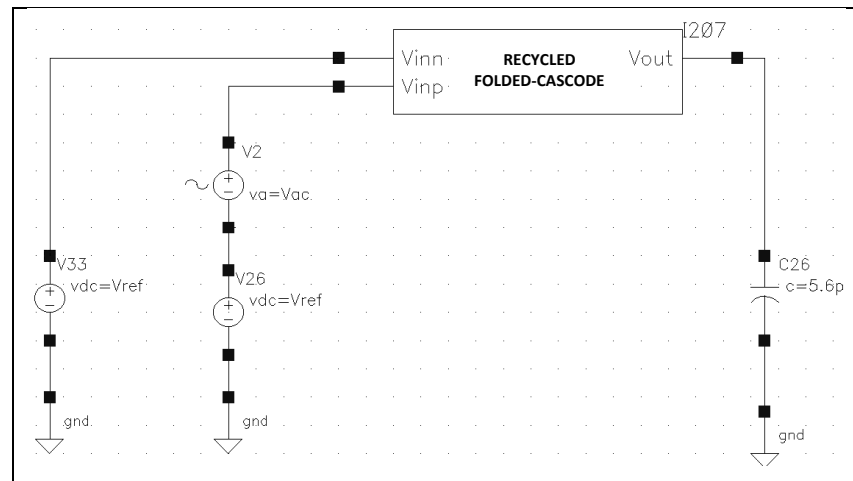 I207
Vinn
RECYCLED
Vout
Vinp
FOLDED-CASCODE
V2
va=Vac
V33
vdc=Vref
V26
vdc=Vref
C26
c=5.6p
gnd
gnd
gnd